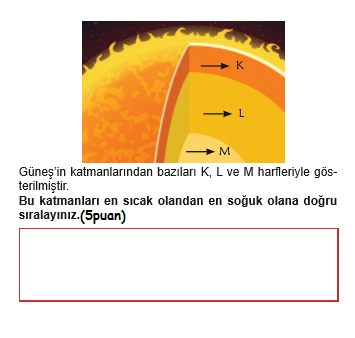 K
L
M
Güneş'in katmanlarından bazıları K, L ve M harfleriyle gös-
terilmiştir.
Bu katmanları en sıcak olandan en soğuk olana doğru
sıralayınız.(5puan)